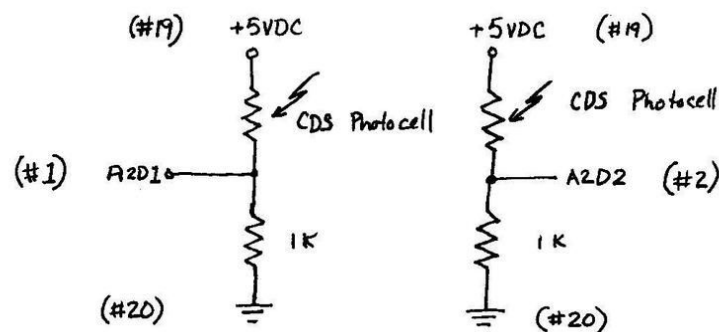 (#19) +5VDC +5VDC (#19)
CDS Photocell CDS Photocell
(#1) A2D1 A2D2 (#2)
1K 1K
(#20) (#20)